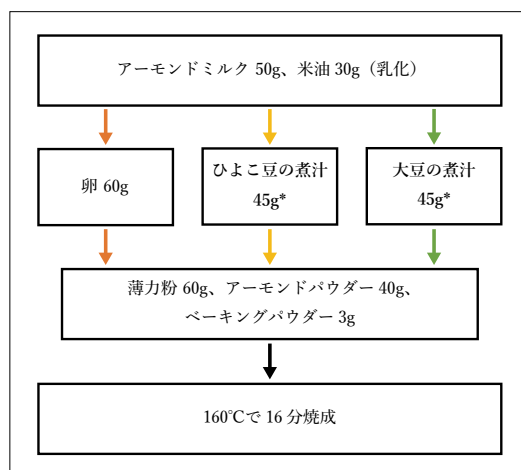 アーモンドミルク 50g、米油 30g（乳化）
卵 60g
ひよこ豆の煮汁
45g*
大豆の煮汁
45g*
薄力粉 60g、アーモンドパウダー 40g、
ベーキングパウダー 3g
160℃で 16 分焼成